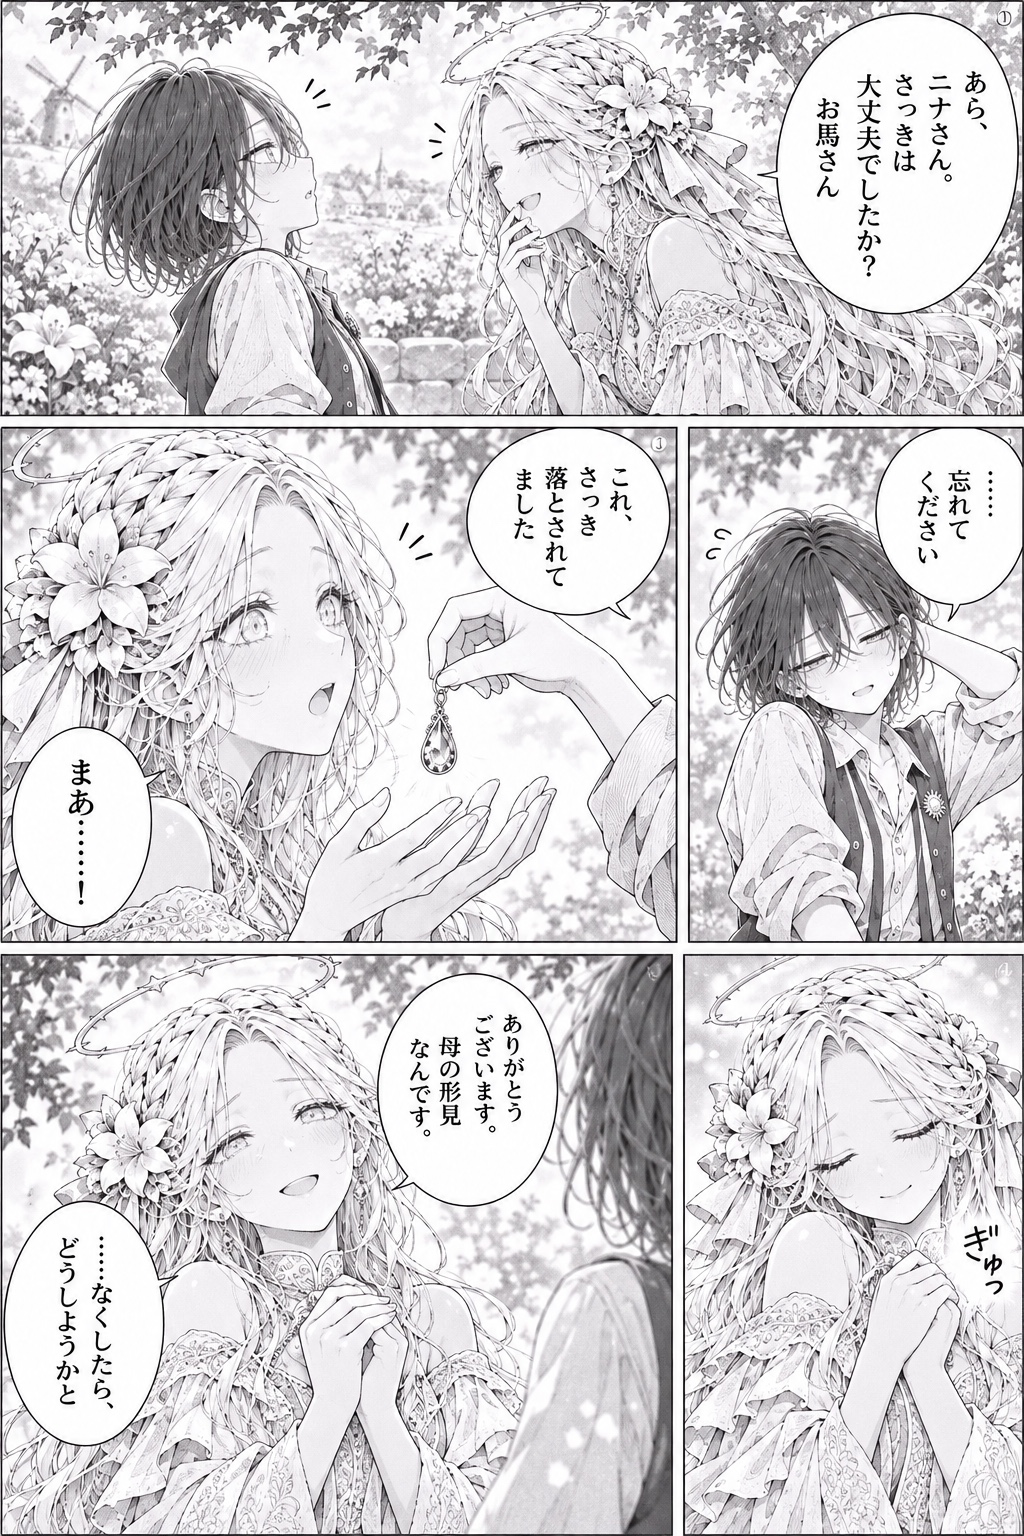 あら、
ニナさん。
さっきは
大丈夫でしたか？
お馬さん
……
忘れて
ください
これ、
さっき
落とされて
ました
まあ……！
ありがとう
ございます。
母の形見
なんです。
……なくしたら、
どうしようかと
ぎゅっ